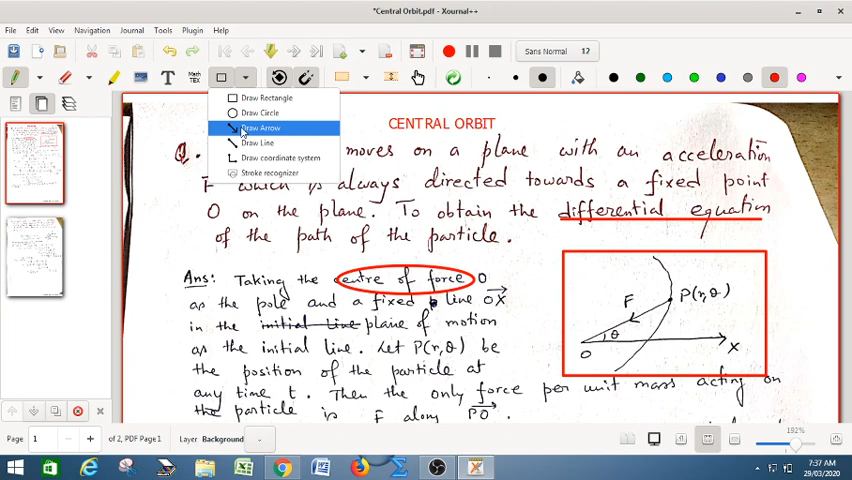 *Central Orbit.pdf - Xournal++
File Edit View Navigation Journal Tools Plugin Help
Sans Normal 12
T Math TEX
Draw Rectangle
Draw Circle
Draw Arrow
Draw Line
Draw coordinate system
Stroke recognizer
CENTRAL ORBIT
Q. moves on a plane with an acceleration
F which is always directed towards a fixed point
O on the plane. To obtain the differential equation
of the path of the particle.
Ans: Taking the centre of force O
as the pole and a fixed line OX
in the initial line plane of motion
as the initial line. Let P(r,θ) be
the position of the particle at
any time t. Then the only force per unit mass acting on
the particle is F along PO.
F P(r,θ)
θ
O X
Page 1 of 2, PDF Page1 Layer Background 192%
7:37 AM
29/03/2020